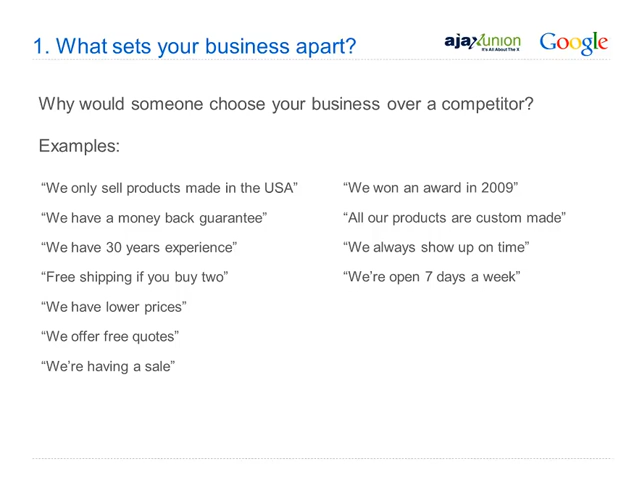 1. What sets your business apart?
ajaxunion
It's All About The X
Google
Why would someone choose your business over a competitor?
Examples:
“We only sell products made in the USA”
“We have a money back guarantee”
“We have 30 years experience”
“Free shipping if you buy two”
“We have lower prices”
“We offer free quotes”
“We’re having a sale”
“We won an award in 2009”
“All our products are custom made”
“We always show up on time”
“We’re open 7 days a week”